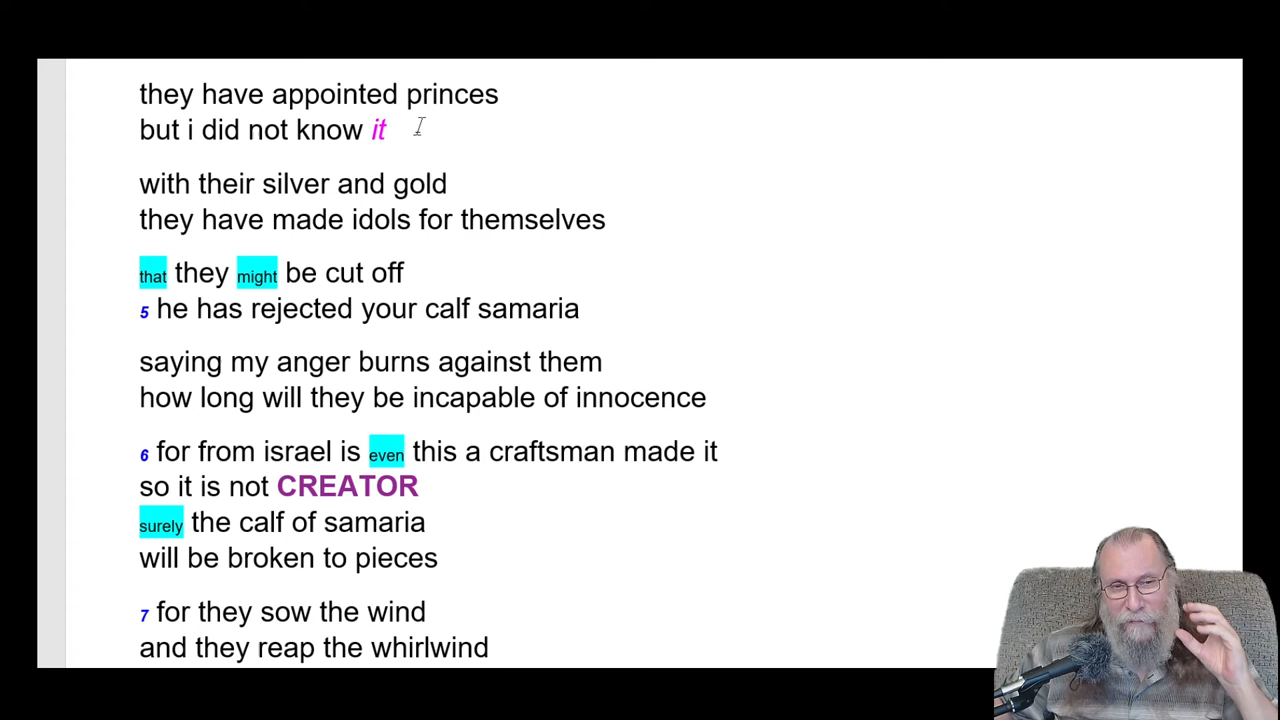 they have appointed princes
but i did not know it
with their silver and gold
they have made idols for themselves
that they might be cut off
5 he has rejected your calf samaria
saying my anger burns against them
how long will they be incapable of innocence
6 for from israel is even this a craftsman made it
so it is not CREATOR
surely the calf of samaria
will be broken to pieces
7 for they sow the wind
and they reap the whirlwind